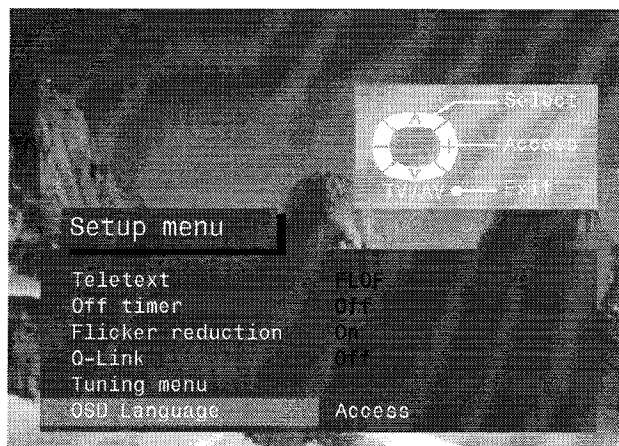 Select
Access
TV/AV Exit
Setup menu
Teletext FLOF
Off timer Off
Flicker reduction On
Q-Link Off
Tuning menu
OSD Language Access